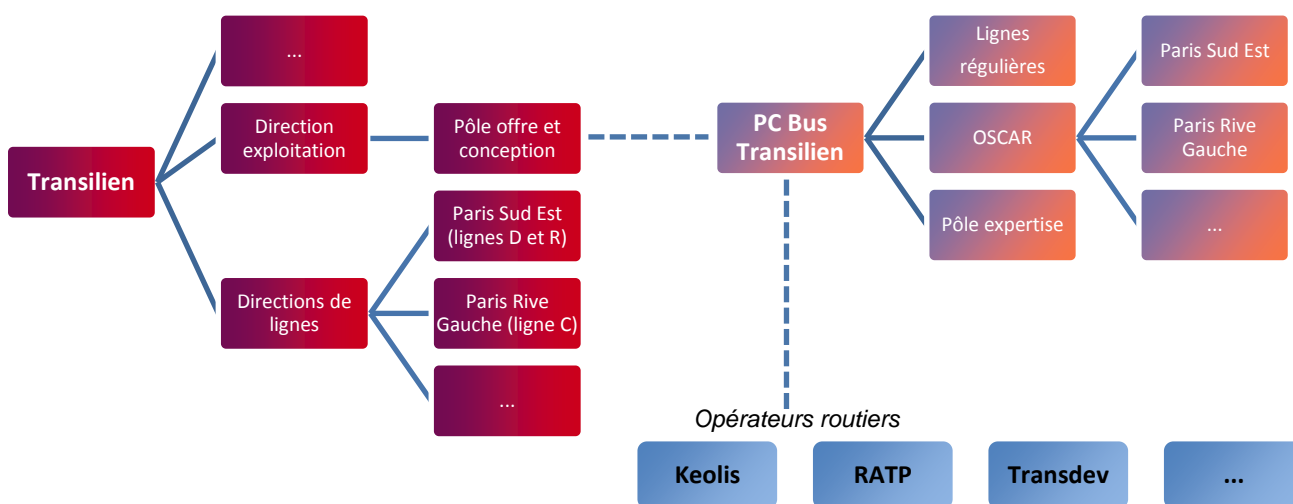 Transilien
...
Direction
exploitation
Directions de
lignes
Pôle offre et
conception
Paris Sud Est
(lignes D et R)
Paris Rive
Gauche (ligne C)
...
PC Bus
Transilien
Lignes
régulières
OSCAR
Pôle expertise
Paris Sud Est
Paris Rive
Gauche
...
Opérateurs routiers
Keolis
RATP
Transdev
...